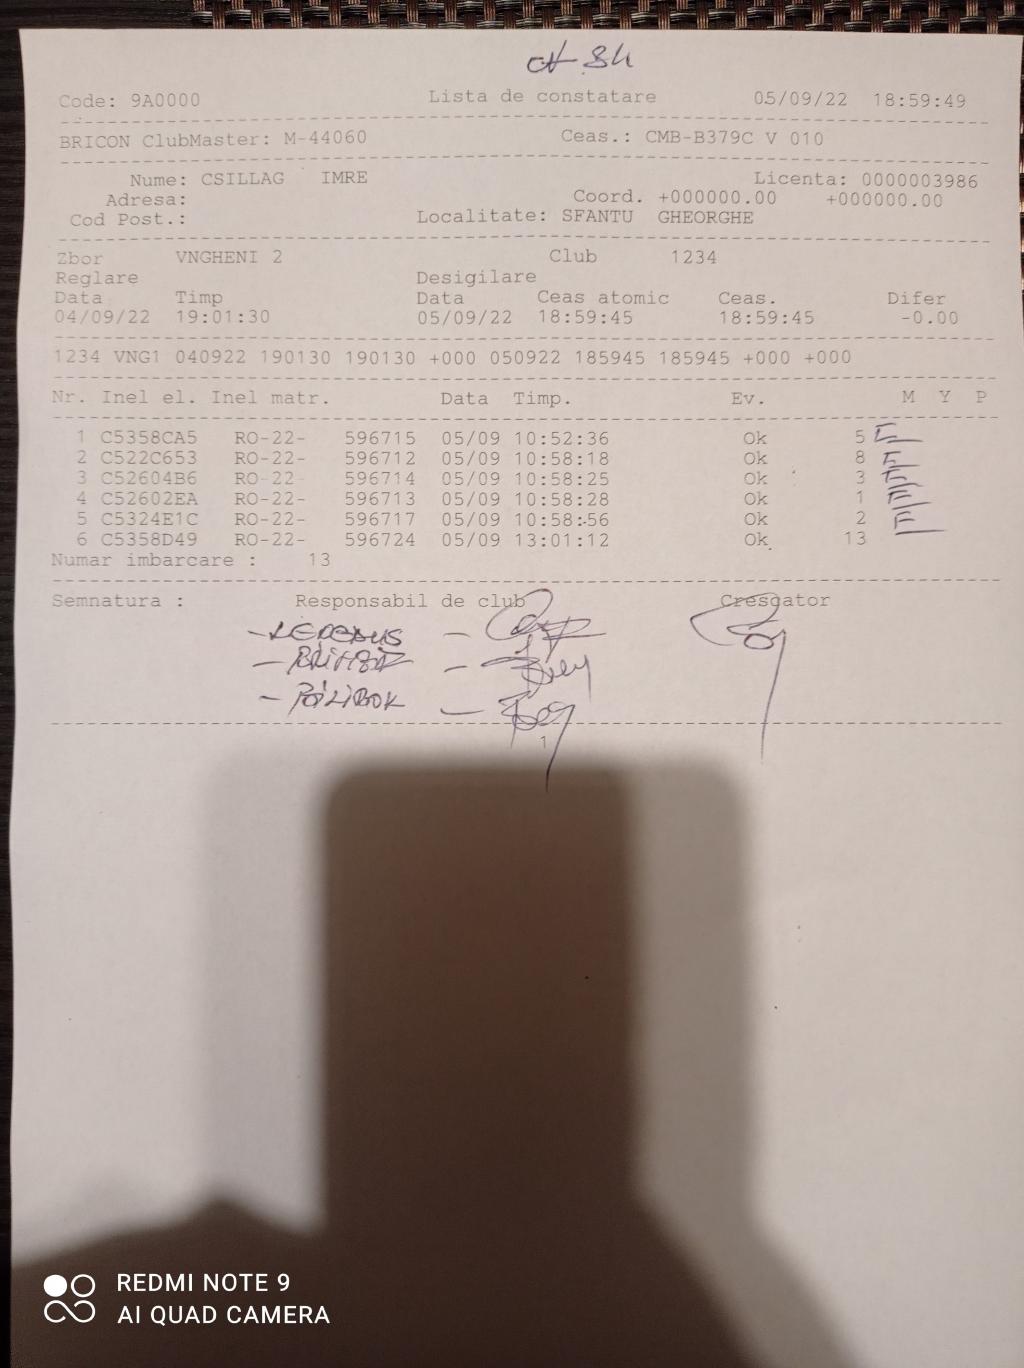 Code: 9A0000 Lista de constatare 05/09/22 18:59:49
BRICON ClubMaster: M-44060 Ceas.: CMB-B379C V 010
Nume: CSILLAG IMRE Licenta: 0000003986
Adresa: Coord. +000000.00 +000000.00
Cod Post.: Localitate: SFANTU GHEORGHE
Zbor VNGHENI 2 Club 1234
Reglare Desigilare
Data Timp Data Ceas atomic Ceas. Difer
04/09/22 19:01:30 05/09/22 18:59:45 18:59:45 -0.00
1234 VNG1 040922 190130 190130 +000 050922 185945 185945 +000 +000
Nr. Inel el. Inel matr. Data Timp. Ev. M Y P
1 C5358CA5 RO-22- 596715 05/09 10:52:36 Ok 5 E
2 C522C653 RO-22- 596712 05/09 10:58:18 Ok 8 E
3 C52604B6 RO-22- 596714 05/09 10:58:25 Ok 3 E
4 C52602EA RO-22- 596713 05/09 10:58:28 Ok 1 E
5 C5324E1C RO-22- 596717 05/09 10:58:56 Ok 2 E
6 C5358D49 RO-22- 596724 05/09 13:01:12 Ok 13
Numar imbarcare : 13
Semnatura : Responsabil de club Crescator
1
REDMI NOTE 9
AI QUAD CAMERA